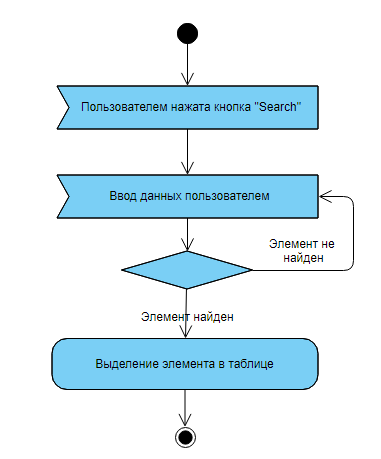 Пользователем нажата кнопка "Search"
Ввод данных пользователем
Элемент не
найден
Элемент найден
Выделение элемента в таблице